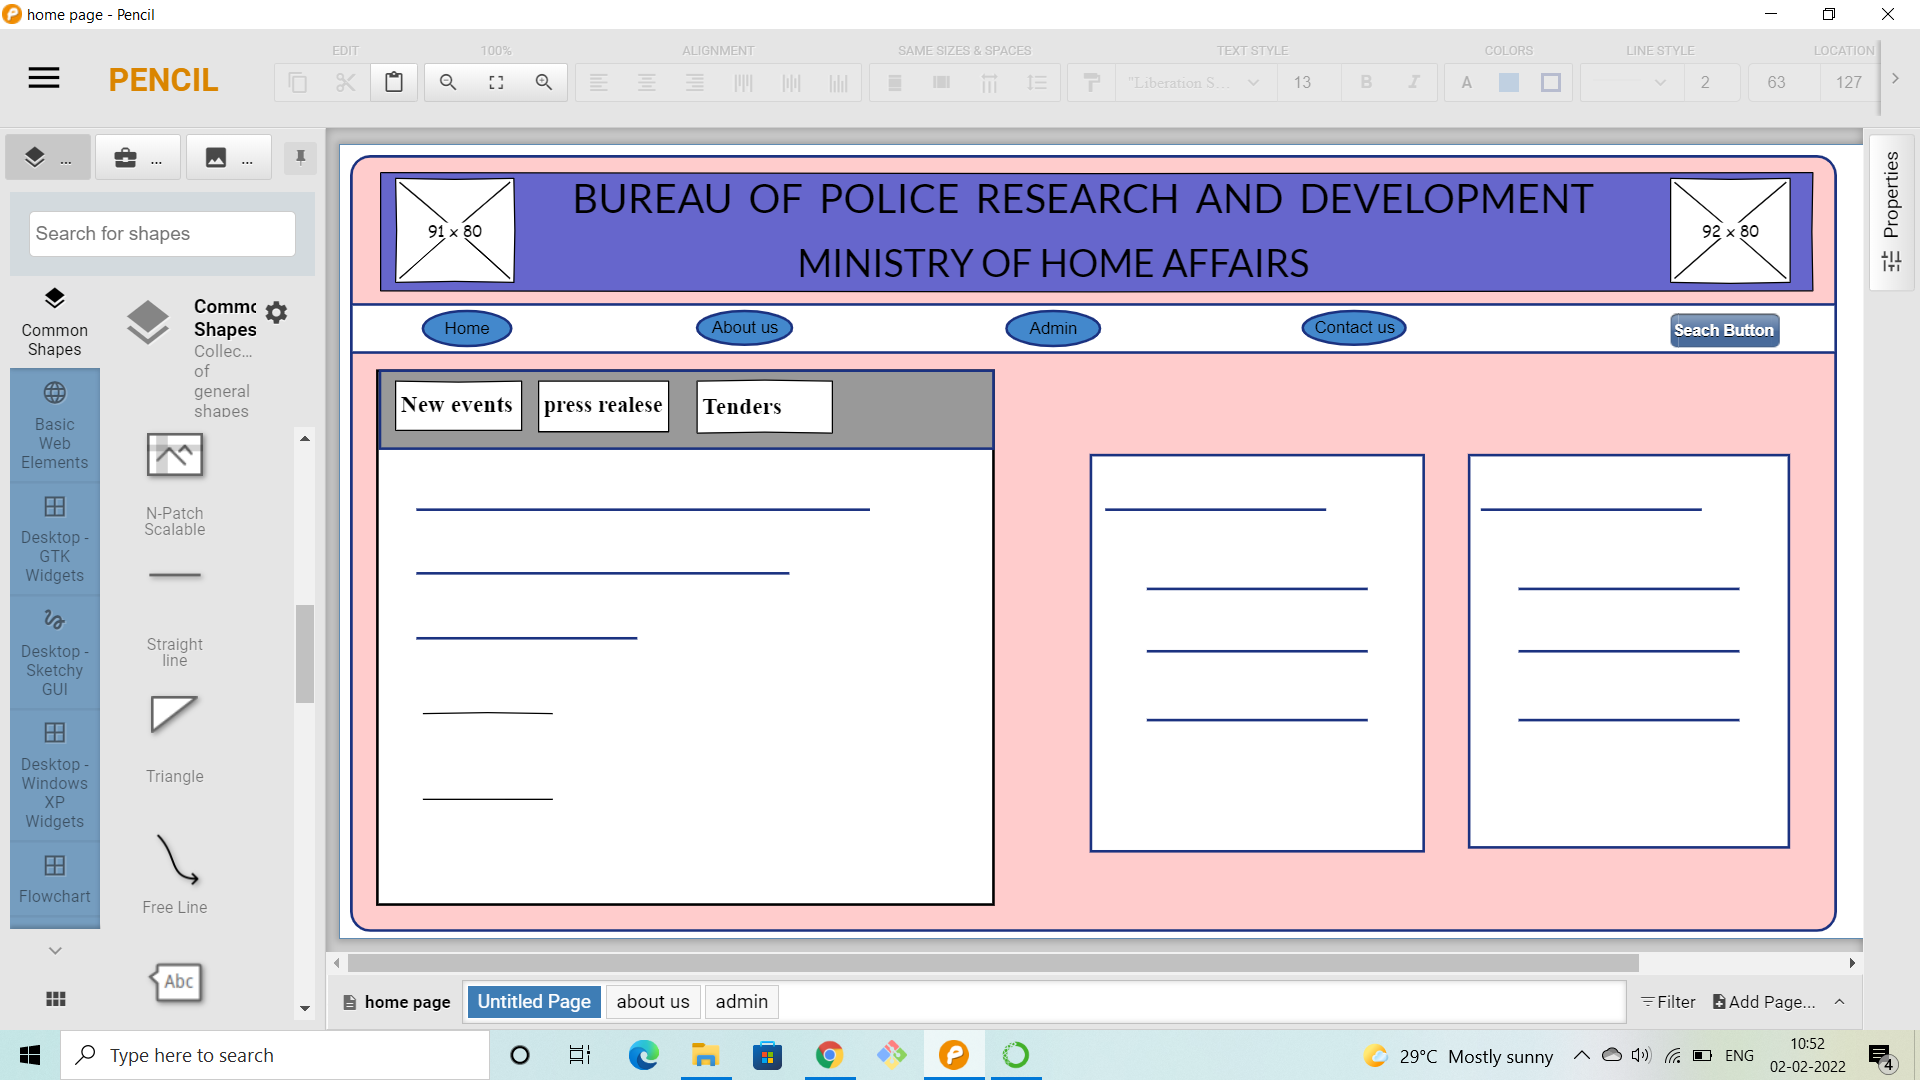 home page - Pencil
EDIT
100%
ALIGNMENT
SAME SIZES & SPACES
TEXT STYLE
COLORS
LINE STYLE
LOCATION
PENCIL
"Liberation S...
13
B
I
A
2
63
127
...
...
...
Search for shapes
Common Shapes
Basic Web Elements
Desktop - GTK Widgets
Desktop - Sketchy GUI
Desktop - Windows XP Widgets
Flowchart
Commo
Shapes
Collec...
of
general
shapes
N-Patch
Scalable
Straight
line
Triangle
Free Line
Abc
91 x 80
BUREAU OF POLICE RESEARCH AND DEVELOPMENT
MINISTRY OF HOME AFFAIRS
92 x 80
Home
About us
Admin
Contact us
Seach Button
New events
press realese
Tenders
Properties
home page
Untitled Page
about us
admin
Filter
Add Page...
Type here to search
29°C Mostly sunny
ENG
10:52
02-02-2022
4